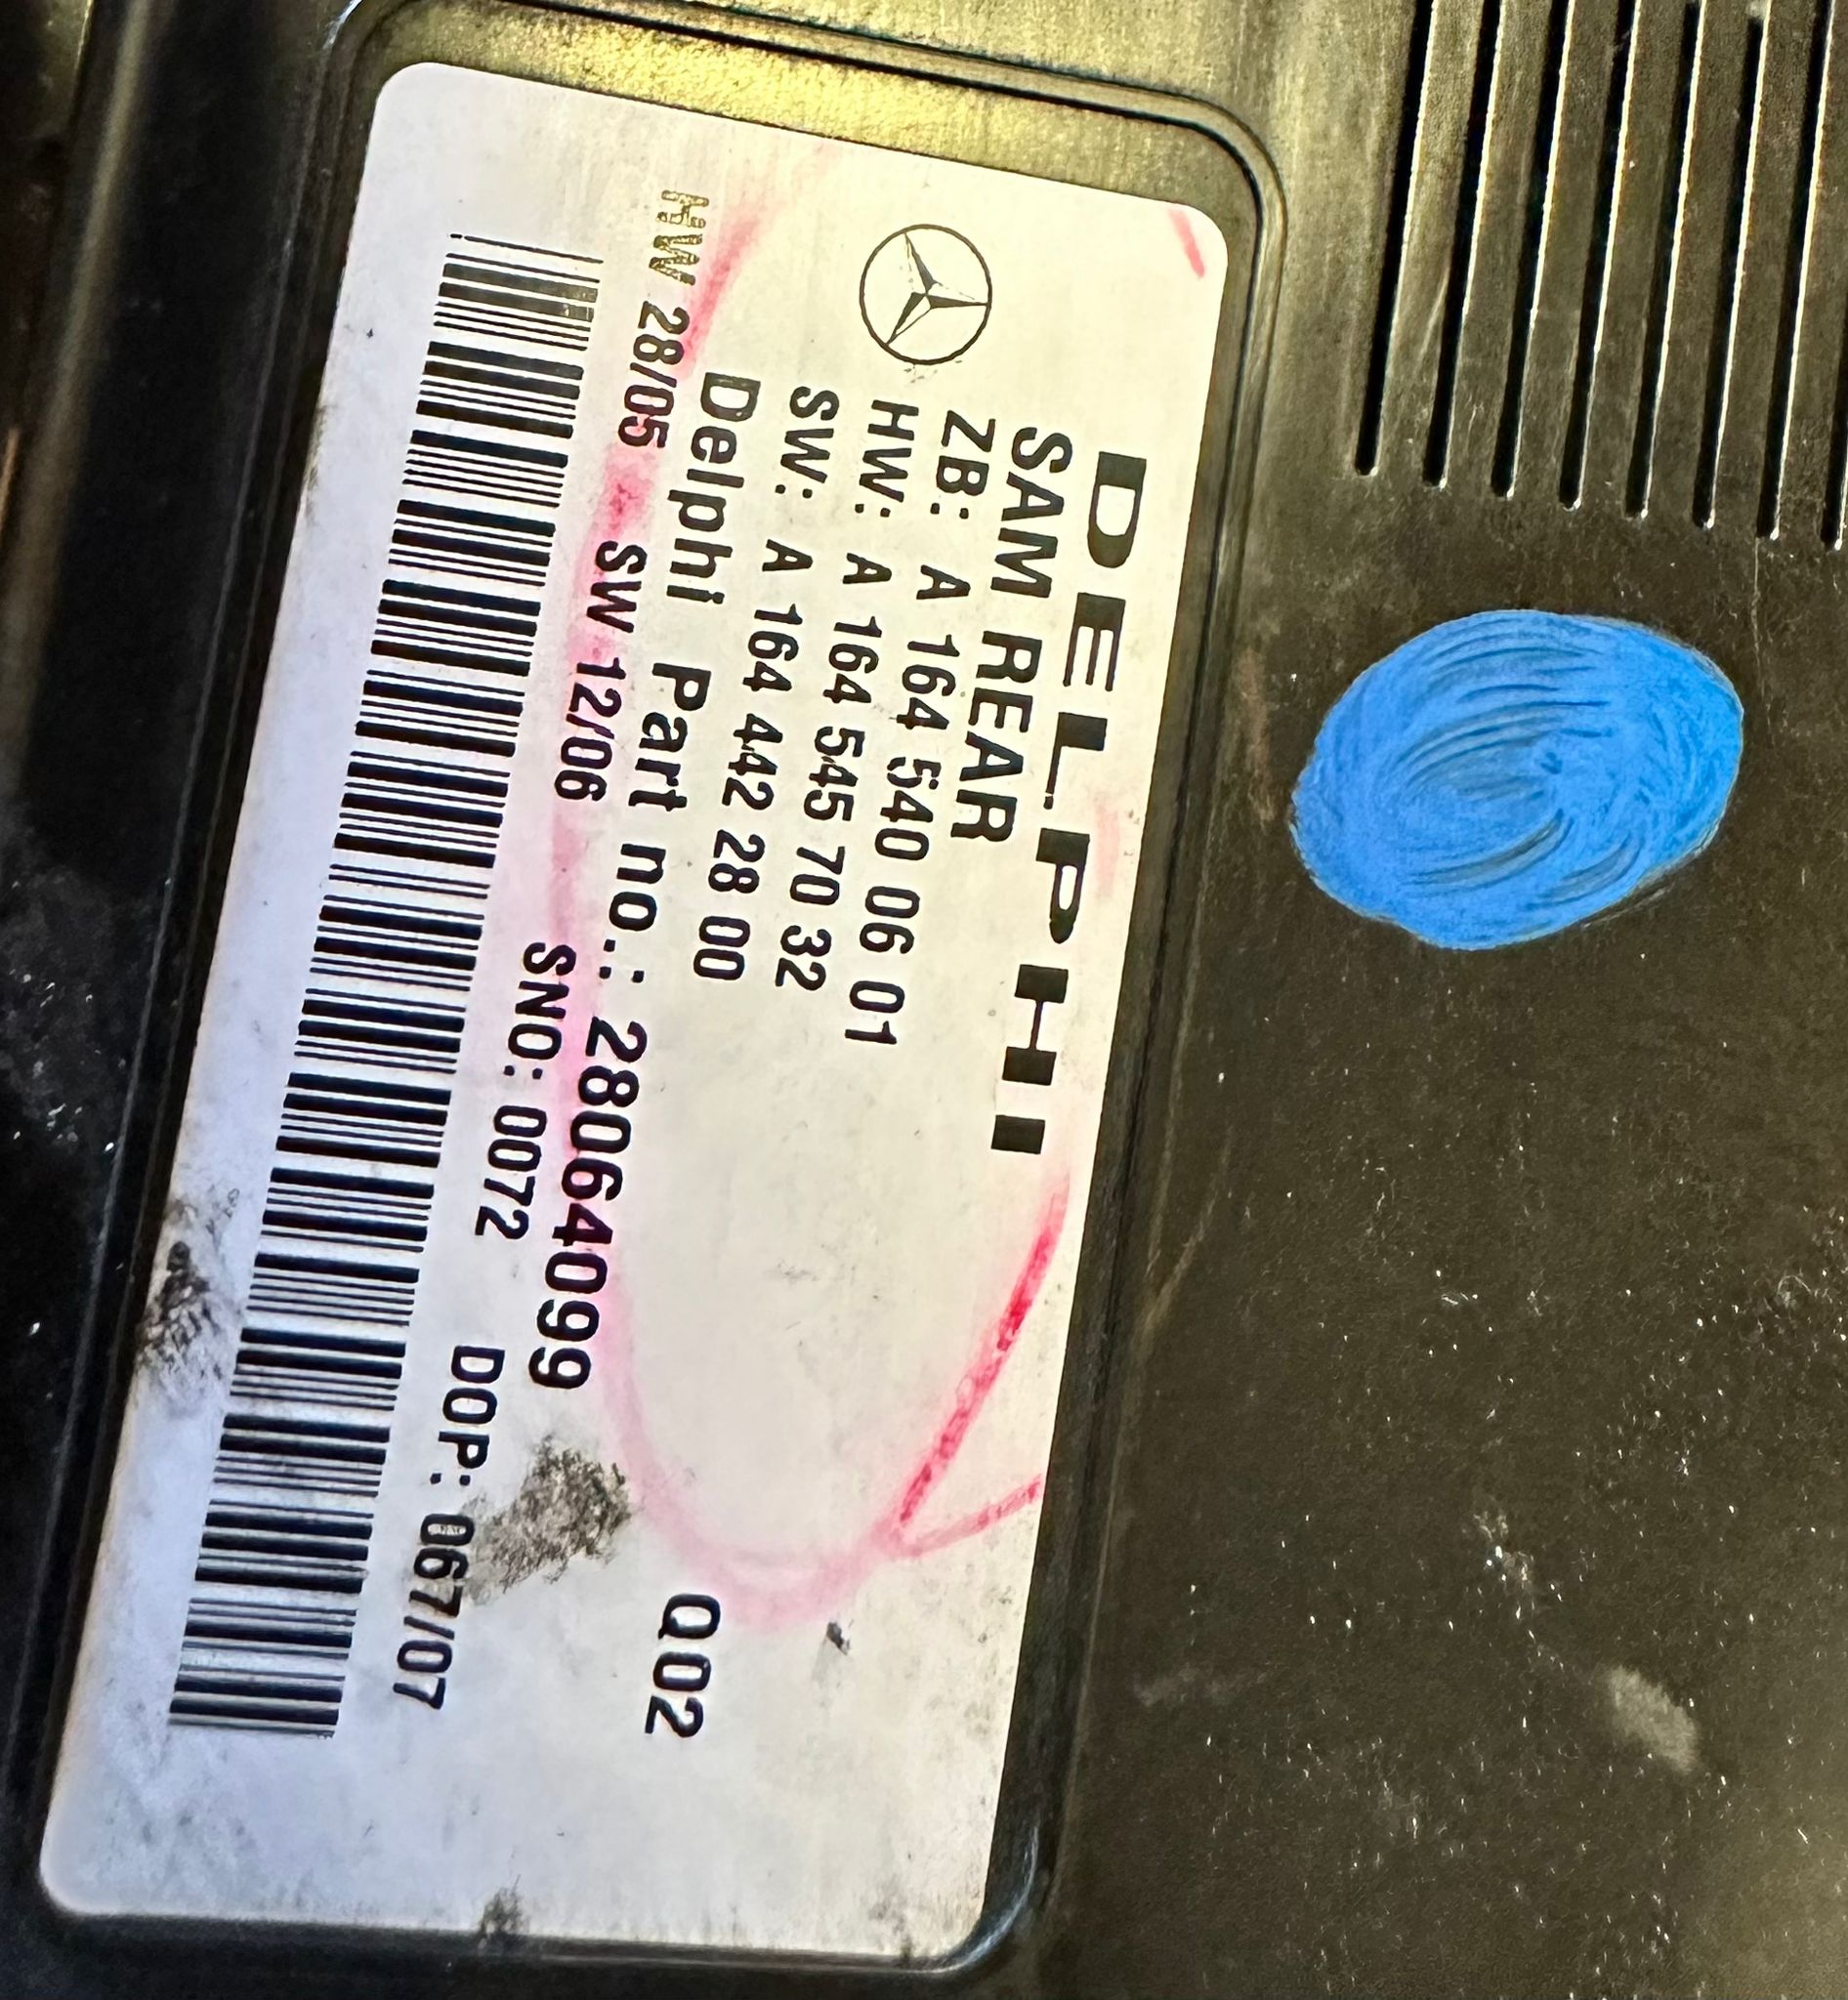 DELPHI
SAM REAR
ZB: A 164 540 06 01
HW: A 164 545 70 32
SW: A 164 442 28 00
Delphi Part no.: 28064099 Q02
HW 28/05 SW 12/06 SNO: 0072 DOP: 067/07